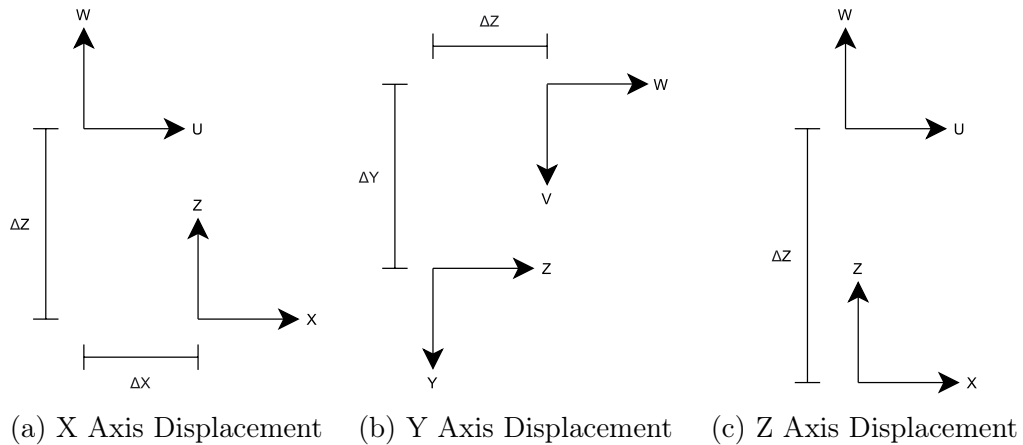 W
U
ΔZ
Z
X
ΔX
(a) X Axis Displacement
ΔZ
W
ΔY
V
Z
Y
(b) Y Axis Displacement
W
U
ΔZ
Z
X
(c) Z Axis Displacement